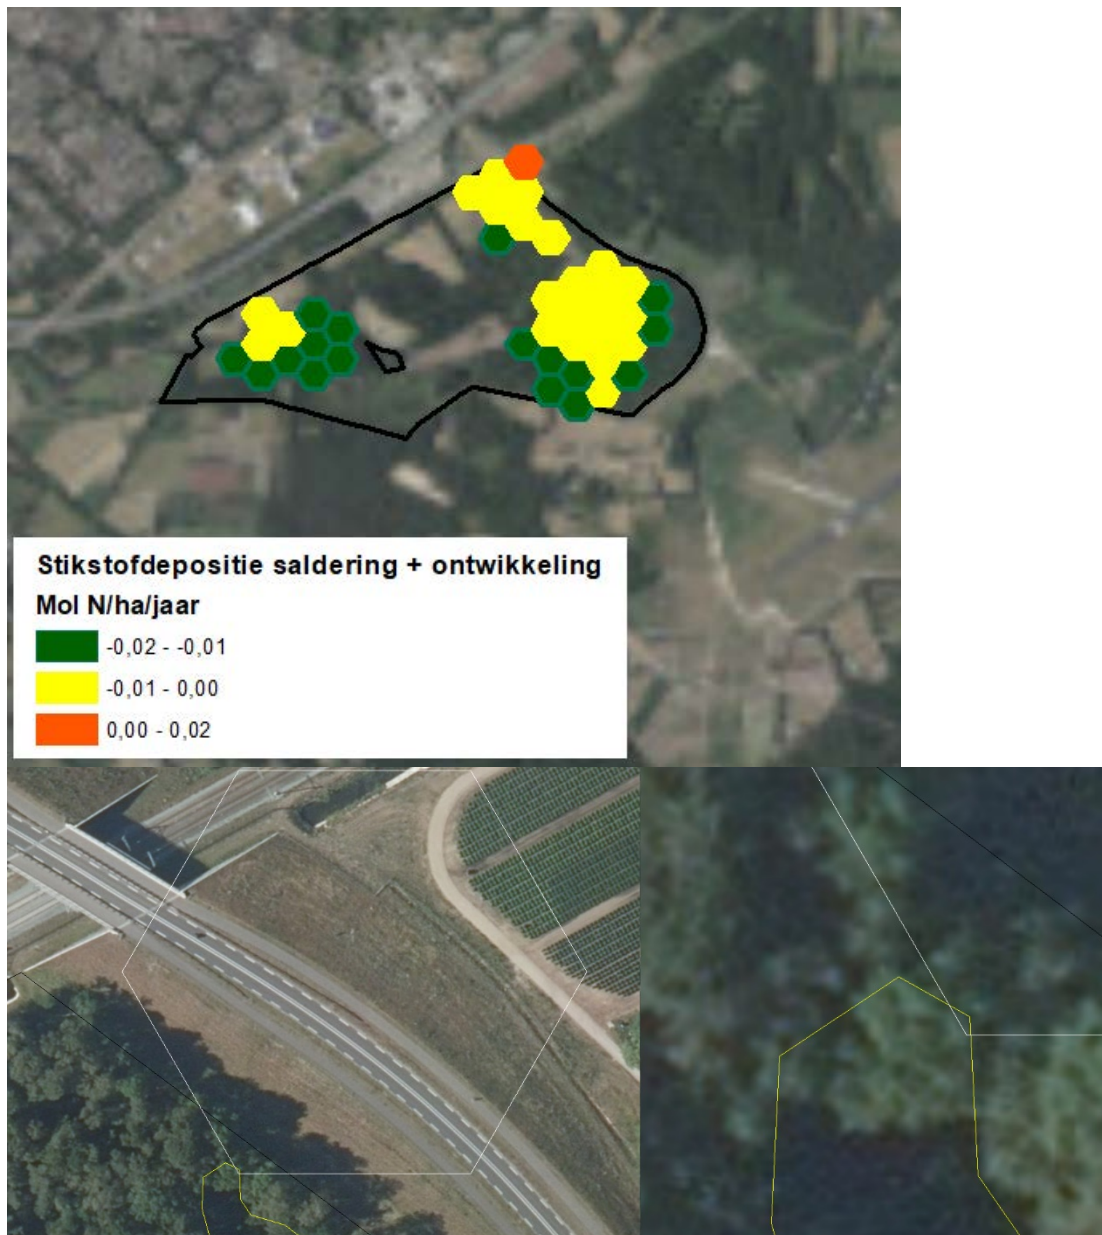 Stikstofdepositie saldering + ontwikkeling
Mol N/ha/jaar
-0,02 - -0,01
-0,01 - 0,00
0,00 - 0,02